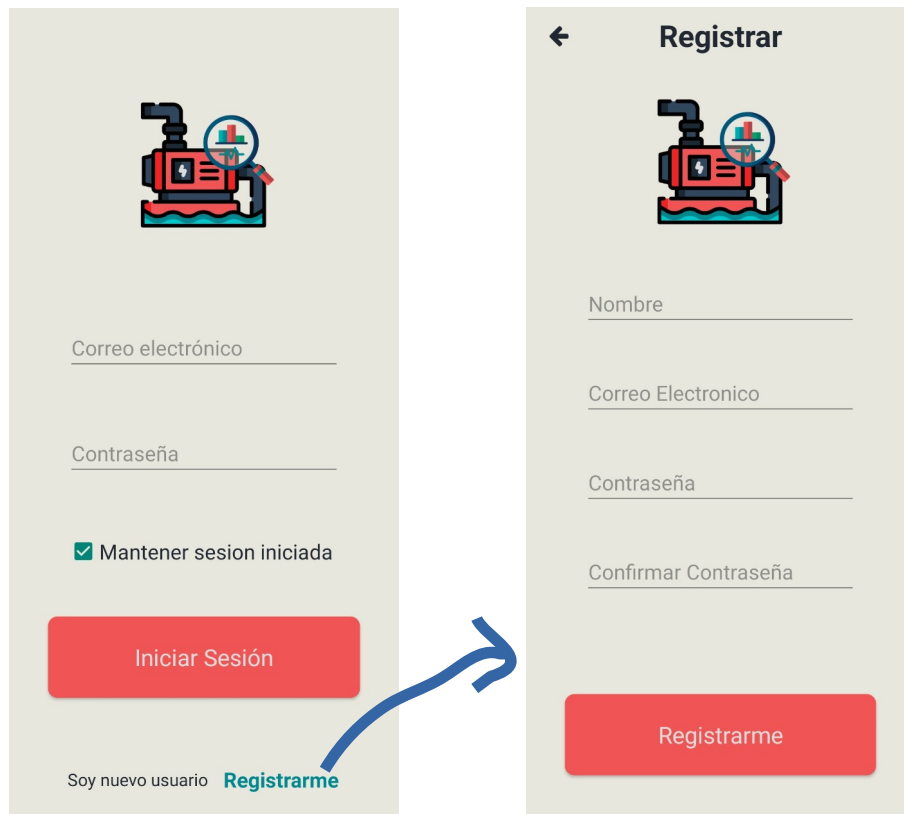 Correo electrónico
Contraseña
Mantener sesion iniciada
Iniciar Sesión
Soy nuevo usuario Registrarme
Registrar
Nombre
Correo Electronico
Contraseña
Confirmar Contraseña
Registrarme